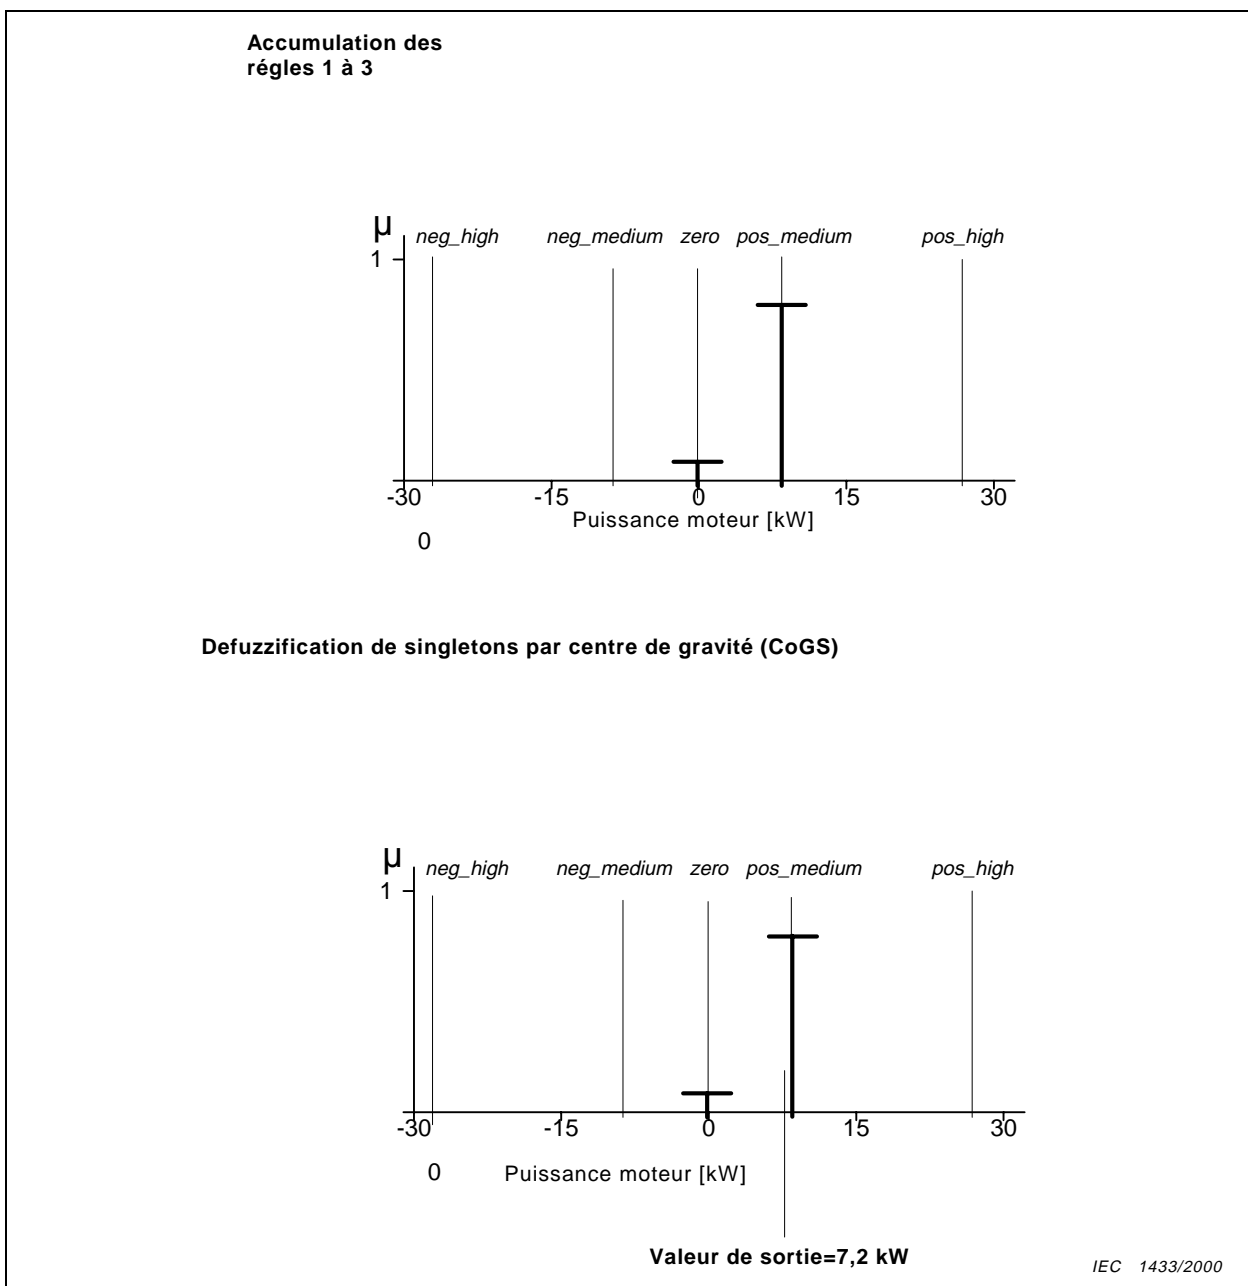 Accumulation des
régles 1 à 3
μ
neg_high neg_medium zero pos_medium pos_high
1
-30 -15 0 15 30
Puissance moteur [kW]
0
Defuzzification de singletons par centre de gravité (CoGS)
μ
neg_high neg_medium zero pos_medium pos_high
1
-30 -15 0 15 30
0 Puissance moteur [kW]
Valeur de sortie=7,2 kW
IEC 1433/2000